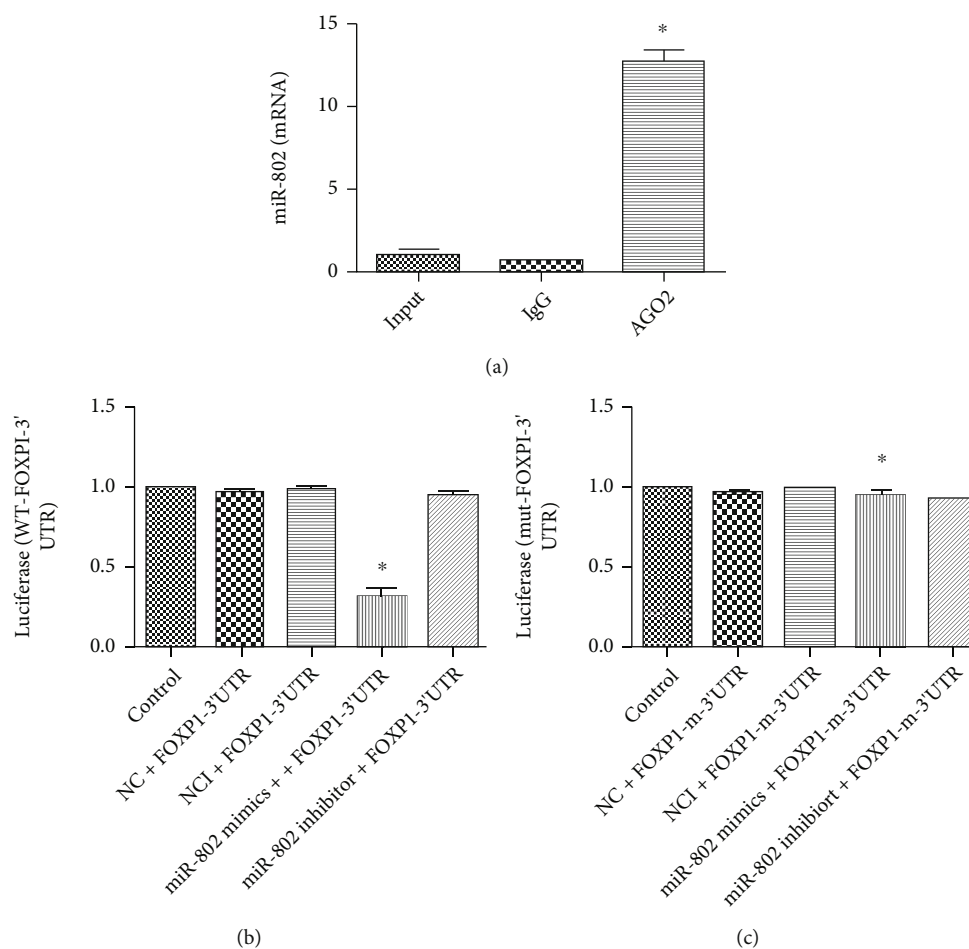 miR-802 (mRNA)
15
10
5
0
*
Input
IgG
AGO2
(a)
Luciferase (WT-FOXPI-3'
UTR)
1.5
1.0
0.5
0.0
*
Control
NC + FOXP1-3'UTR
NCI + FOXP1-3'UTR
miR-802 mimics + + FOXP1-3'UTR
miR-802 inhibitor + FOXP1-3'UTR
(b)
Luciferase (mut-FOXPI-3'
UTR)
1.5
1.0
0.5
0.0
*
Control
NC + FOXP1-m-3'UTR
NCI + FOXP1-m-3'UTR
miR-802 mimics + FOXP1-m-3'UTR
miR-802 inhibiort + FOXP1-m-3'UTR
(c)